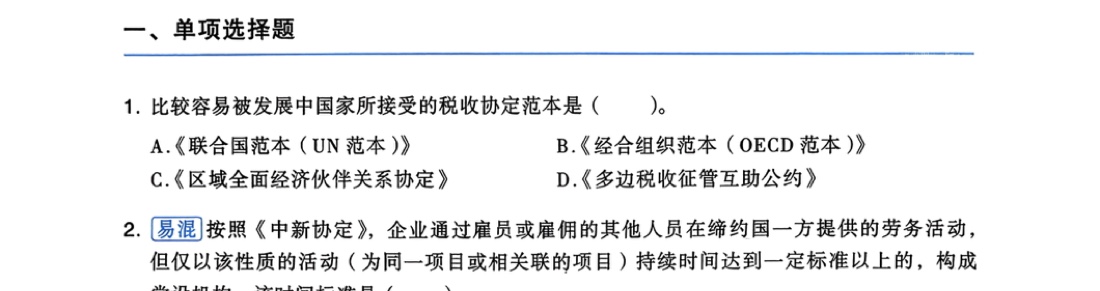 一、单项选择题
1. 比较容易被发展中国家所接受的税收协定范本是（　　）。
A.《联合国范本（UN 范本）》　　B.《经合组织范本（OECD 范本）》
C.《区域全面经济伙伴关系协定》　　D.《多边税收征管互助公约》
2. 易混 按照《中新协定》，企业通过雇员或雇佣的其他人员在缔约国一方提供的劳务活动，
但仅以该性质的活动（为同一项目或相关联的项目）持续时间达到一定标准以上的，构成